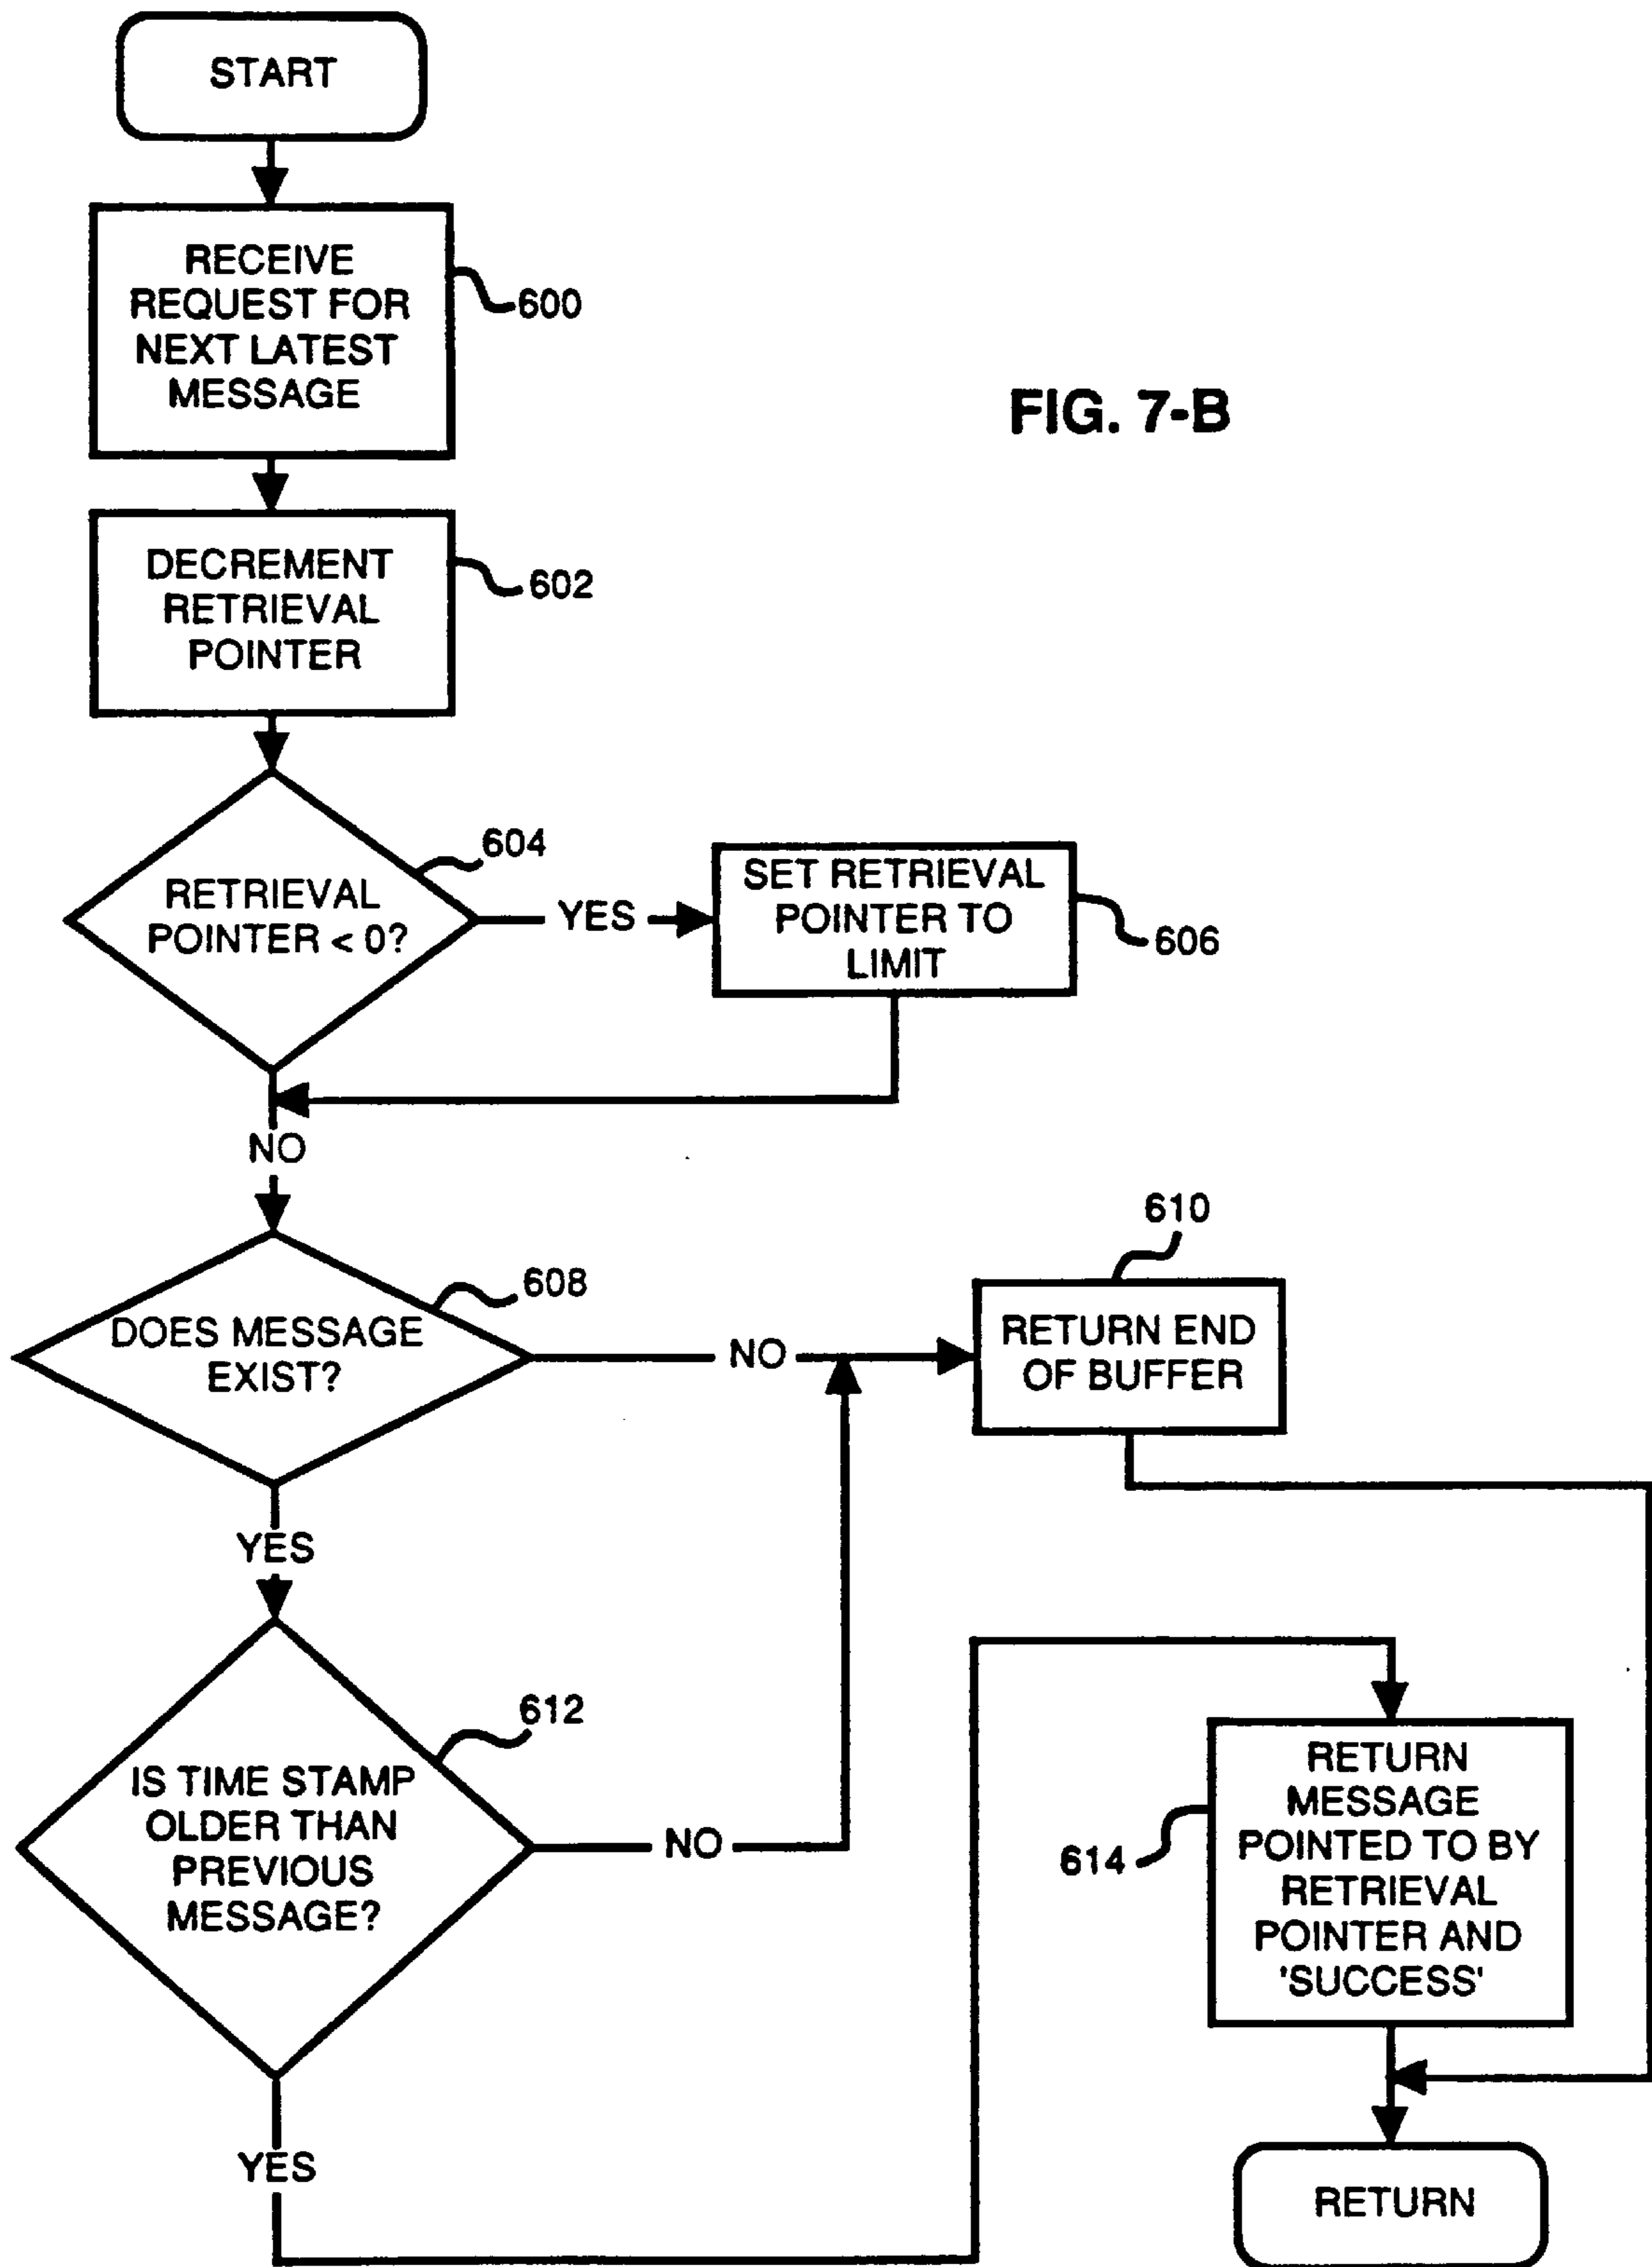 START
RECEIVE
REQUEST FOR
NEXT LATEST
MESSAGE
600
FIG. 7-B
DECREMENT
RETRIEVAL
POINTER
602
604
RETRIEVAL
POINTER < 0?
YES
SET RETRIEVAL
POINTER TO
LIMIT
606
NO
608
DOES MESSAGE
EXIST?
NO
610
RETURN END
OF BUFFER
YES
612
IS TIME STAMP
OLDER THAN
PREVIOUS
MESSAGE?
NO
614
RETURN
MESSAGE
POINTED TO BY
RETRIEVAL
POINTER AND
'SUCCESS'
YES
RETURN